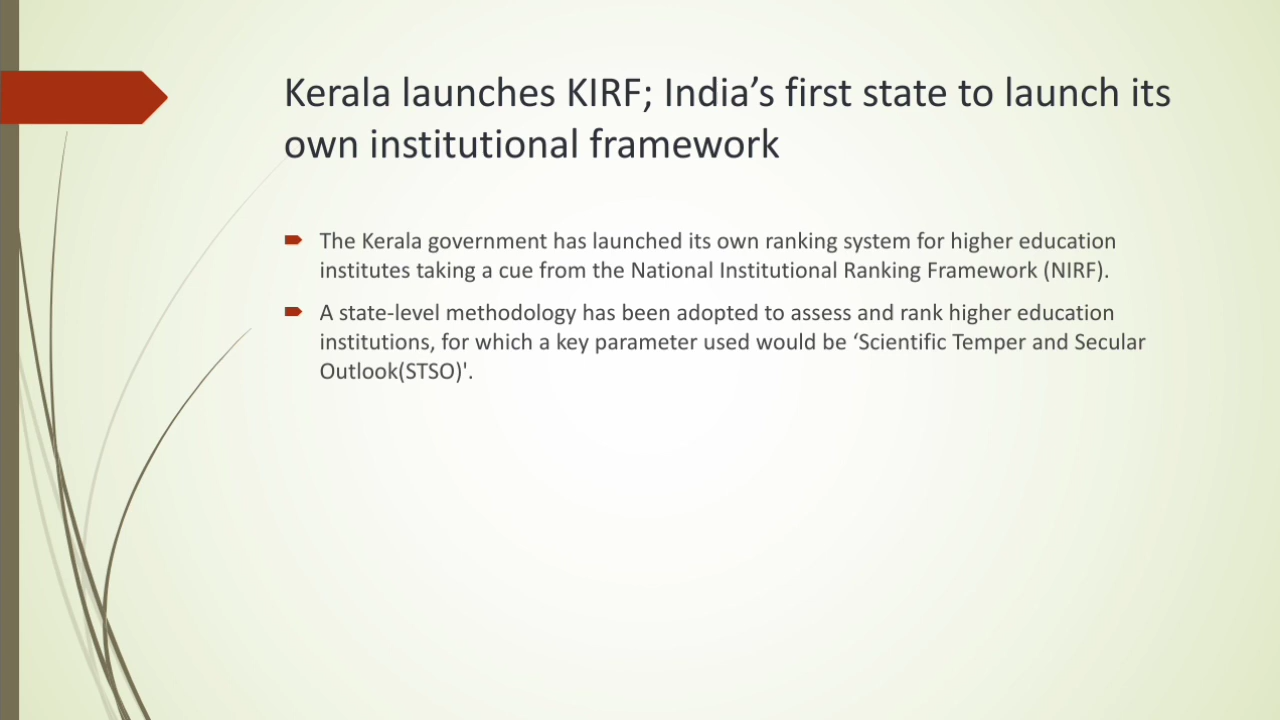 Kerala launches KIRF; India’s first state to launch its
own institutional framework
The Kerala government has launched its own ranking system for higher education
institutes taking a cue from the National Institutional Ranking Framework (NIRF).
A state-level methodology has been adopted to assess and rank higher education
institutions, for which a key parameter used would be ‘Scientific Temper and Secular
Outlook(STSO)'.